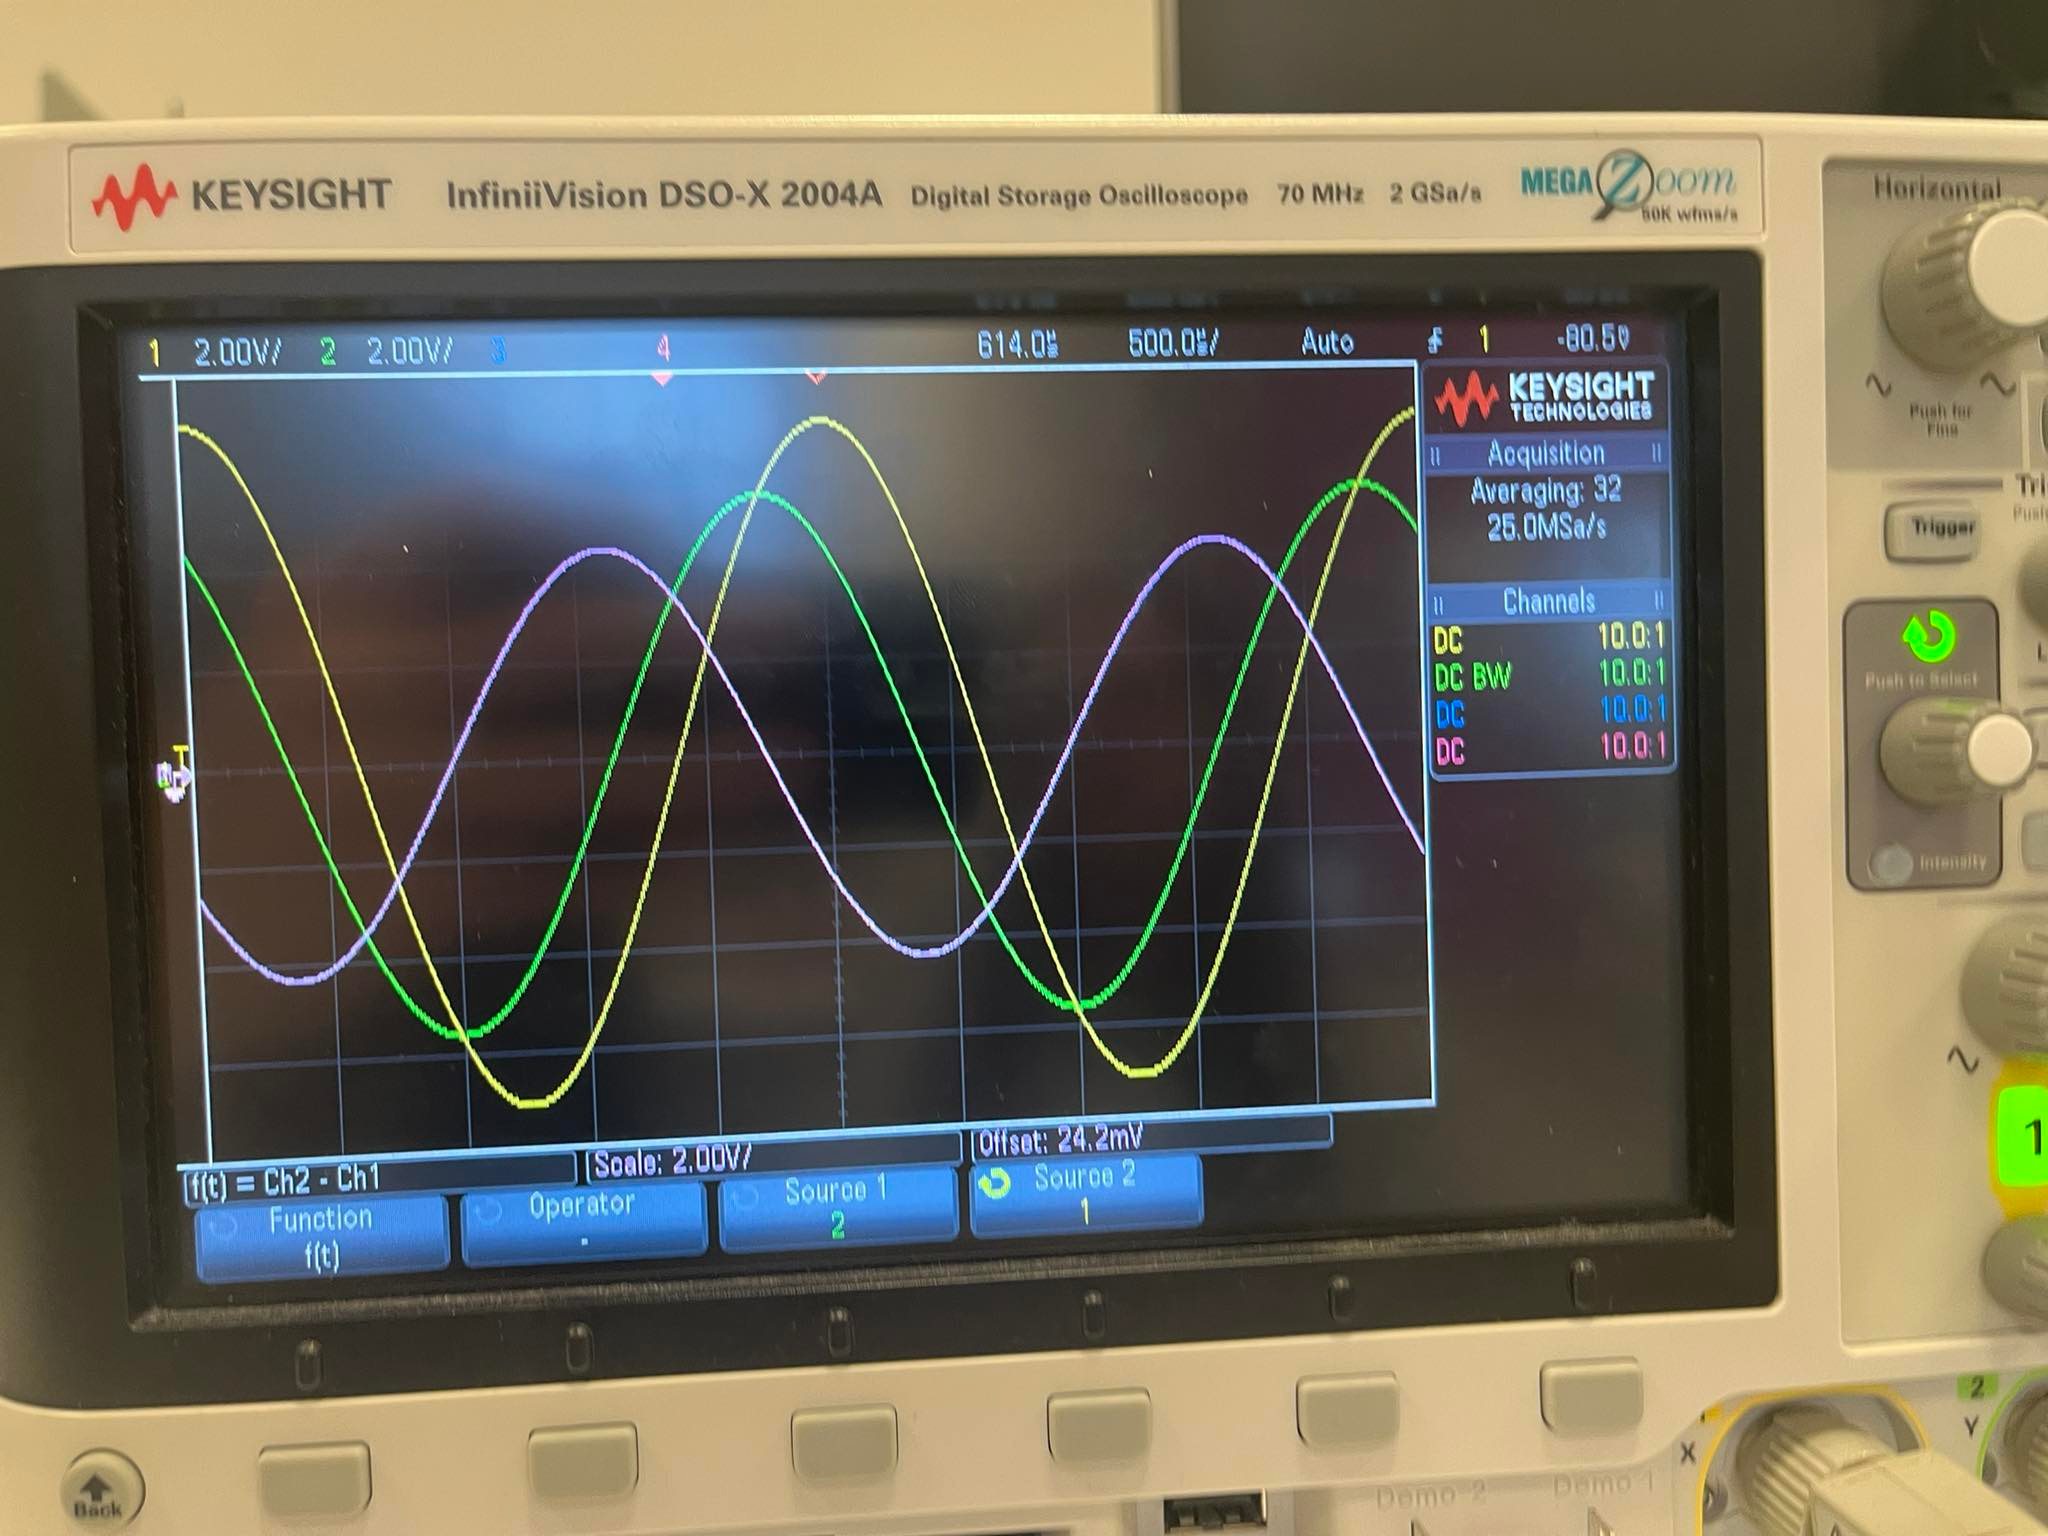 KEYSIGHT InfiniiVision DSO-X 2004A Digital Storage Oscilloscope 70 MHz 2 GSa/s MEGA Zoom
50K wfms/s
Horizontal
Push for
Fine
1 2.00V/ 2 2.00V/ 3 4 614.0µs 500.0µs/ Auto 1 -80.5V
KEYSIGHT
TECHNOLOGIES
Acquisition
Averaging: 32
25.0MSa/s
Channels
DC 10.0:1
DC BW 10.0:1
DC 10.0:1
DC 10.0:1
T
Trigger
Push to Select
Intensity
f(t) = Ch2 - Ch1
Scale: 2.00V/
Offset: 24.2mV
Function
f(t)
Operator
-
Source 1
2
Source 2
1
1
2
X
Y
Back
Demo 2
Demo 1